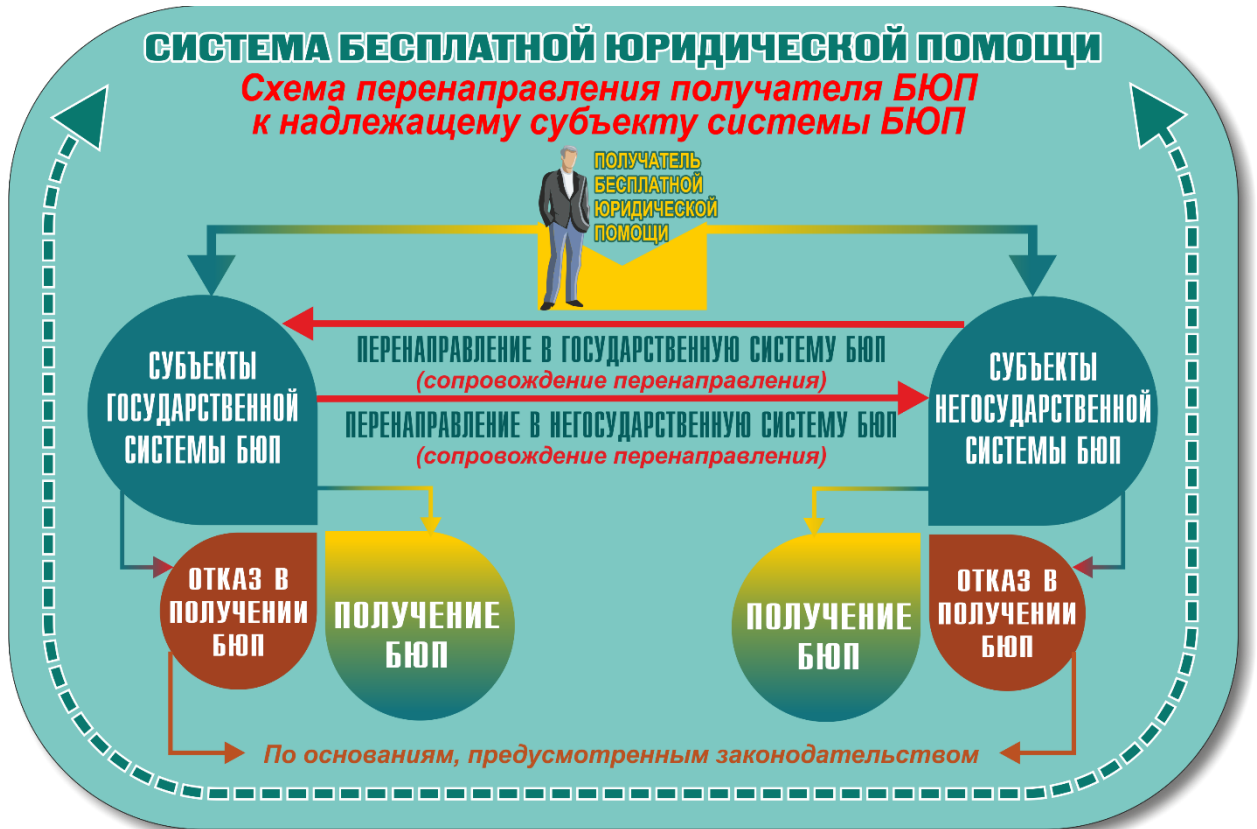 СИСТЕМА БЕСПЛАТНОЙ ЮРИДИЧЕСКОЙ ПОМОЩИ
Схема перенаправления получателя БЮП
к надлежащему субъекту системы БЮП
ПОЛУЧАТЕЛЬ
БЕСПЛАТНОЙ
ЮРИДИЧЕСКОЙ
ПОМОЩИ
СУБЪЕКТЫ
ГОСУДАРСТВЕННОЙ
СИСТЕМЫ БЮП
ПЕРЕНАПРАВЛЕНИЕ В ГОСУДАРСТВЕННУЮ СИСТЕМУ БЮП
(сопровождение перенаправления)
ПЕРЕНАПРАВЛЕНИЕ В НЕГОСУДАРСТВЕННУЮ СИСТЕМУ БЮП
(сопровождение перенаправления)
СУБЪЕКТЫ
НЕГОСУДАРСТВЕННОЙ
СИСТЕМЫ БЮП
ОТКАЗ В
ПОЛУЧЕНИИ
БЮП
ПОЛУЧЕНИЕ
БЮП
ПОЛУЧЕНИЕ
БЮП
ОТКАЗ В
ПОЛУЧЕНИИ
БЮП
По основаниям, предусмотренным законодательством